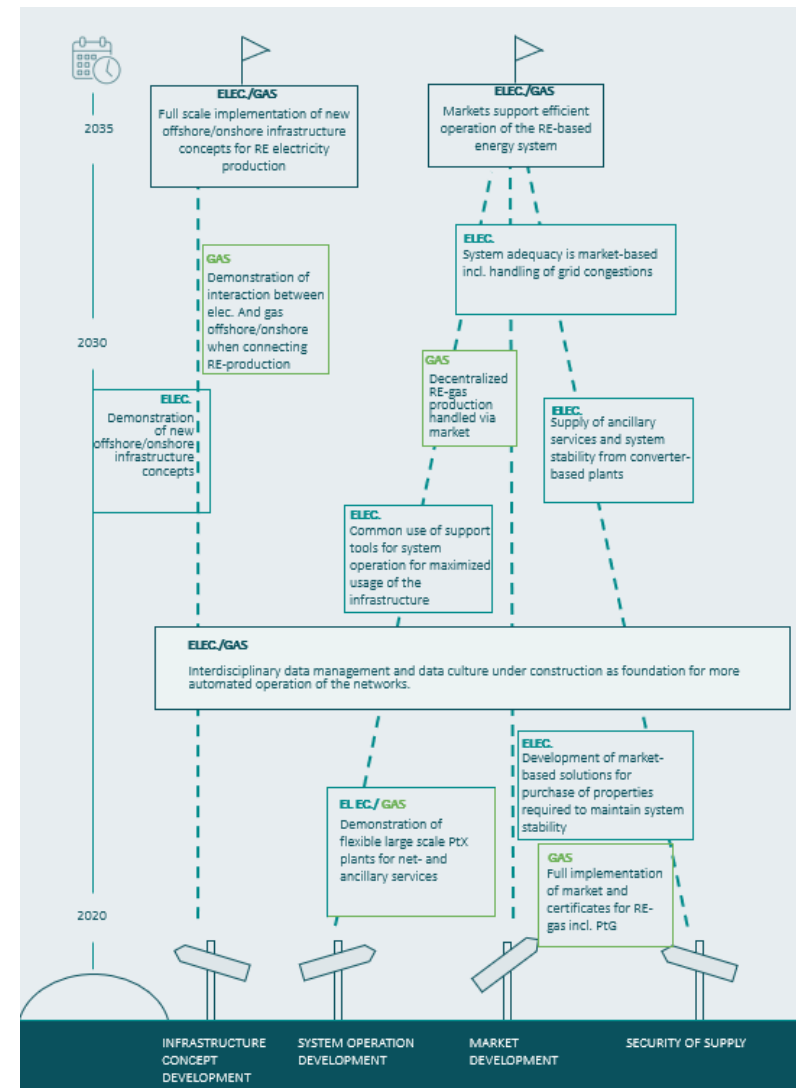 2035
ELEC./GAS
Full scale implementation of new
offshore/onshore infrastructure
concepts for RE electricity
production
ELEC./GAS
Markets support efficient
operation of the RE-based
energy system
ELEC.
System adequacy is market-based
incl. handling of grid congestions
GAS
Demonstration of
interaction between
elec. And gas
offshore/onshore
when connecting
RE-production
2030
GAS
Decentralized
RE-gas
production
handled via
market
ELEC.
Demonstration
of new
offshore/onshore
infrastructure
concepts
ELEC.
Supply of ancillary
services and system
stability from converter-
based plants
ELEC.
Common use of support
tools for system
operation for maximized
usage of the
infrastructure
ELEC./GAS
Interdisciplinary data management and data culture under construction as foundation for more
automated operation of the networks.
ELEC.
Development of market-
based solutions for
purchase of properties
required to maintain system
stability
EL EC./ GAS
Demonstration of
flexible large scale PtX
plants for net- and
ancillary services
GAS
Full implementation
of market and
certificates for RE-
gas incl. PtG
2020
INFRASTRUCTURE
CONCEPT
DEVELOPMENT
SYSTEM OPERATION
DEVELOPMENT
MARKET
DEVELOPMENT
SECURITY OF SUPPLY